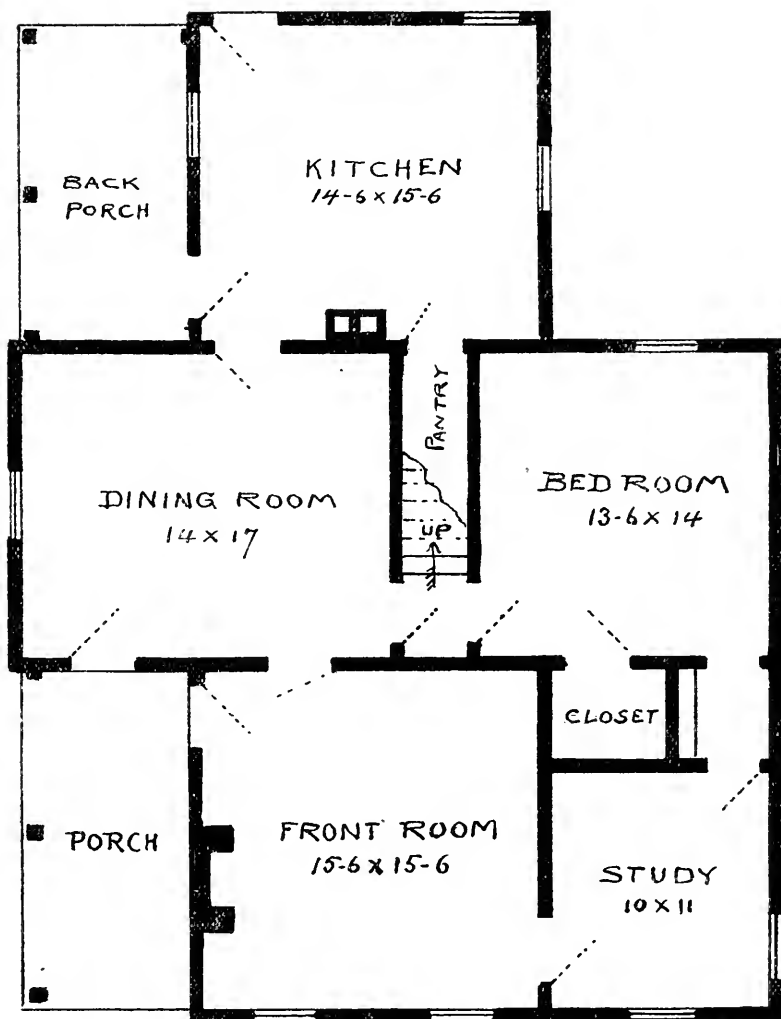 KITCHEN
14-6 x 15-6
BACK
PORCH
PANTRY
DINING ROOM
14 x 17
UP
BED ROOM
13-6 x 14
CLOSET
PORCH
FRONT ROOM
15-6 x 15-6
STUDY
10 x 11